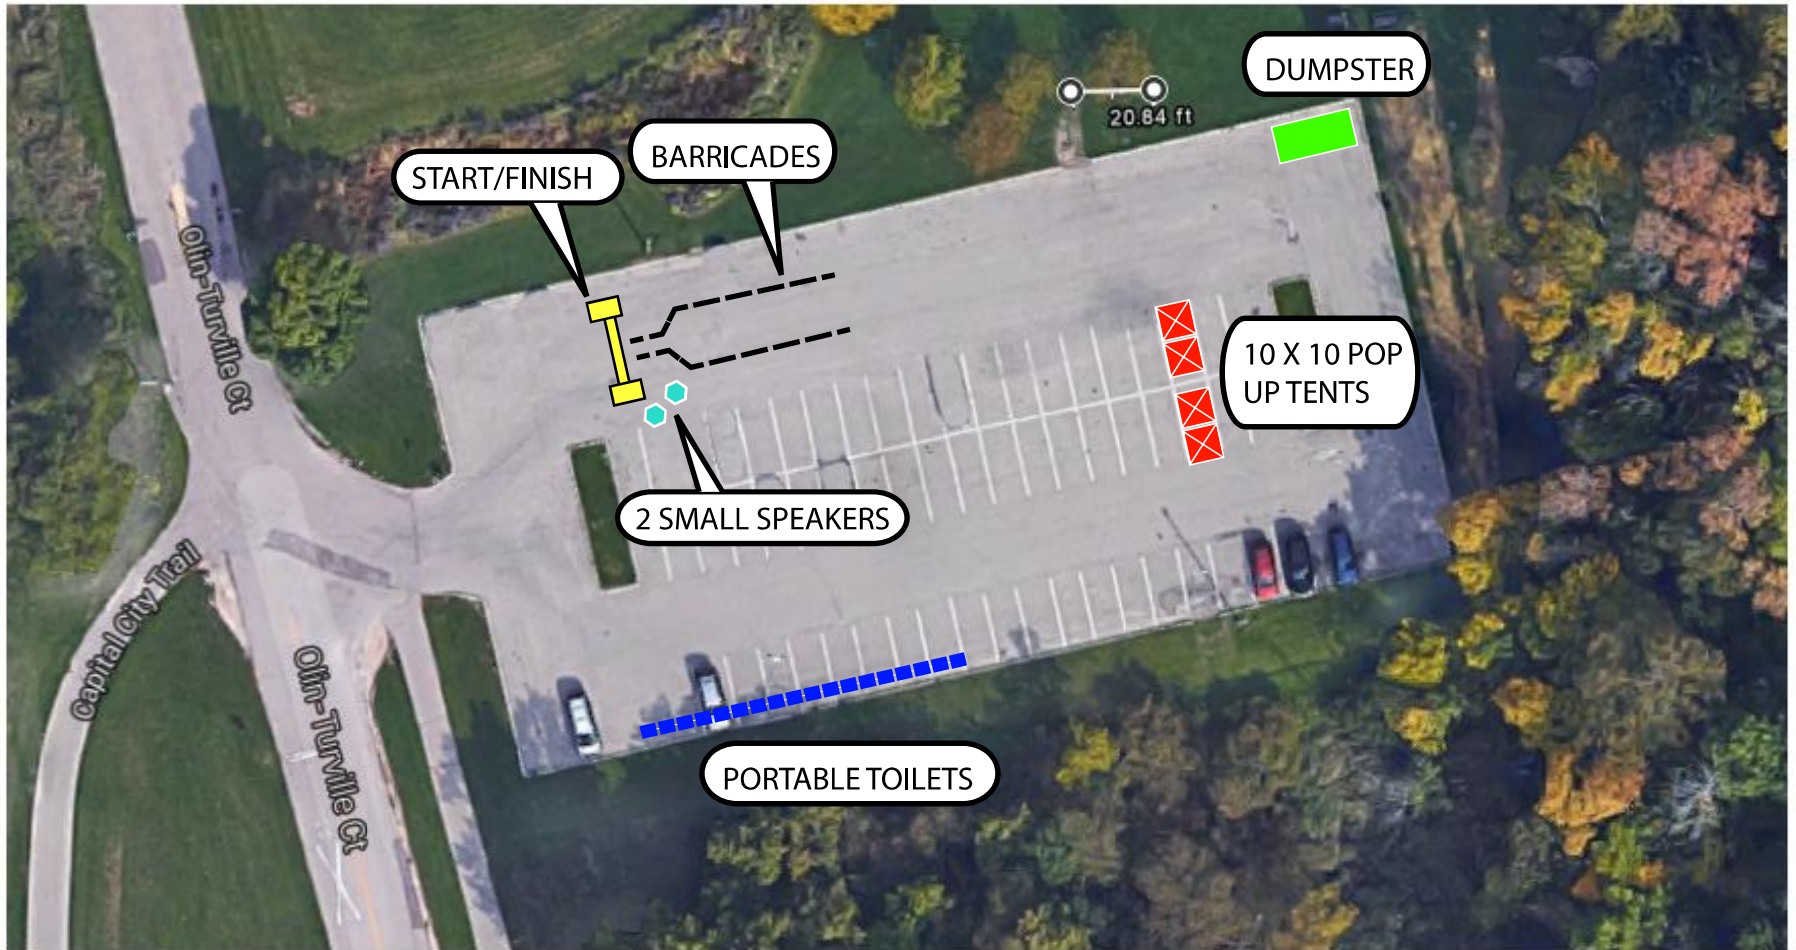 DUMPSTER
20.84 ft
BARRICADES
START/FINISH
Olin-Turville Ct
10 X 10 POP
UP TENTS
2 SMALL SPEAKERS
Capital City Trail
Olin-Turville Ct
PORTABLE TOILETS